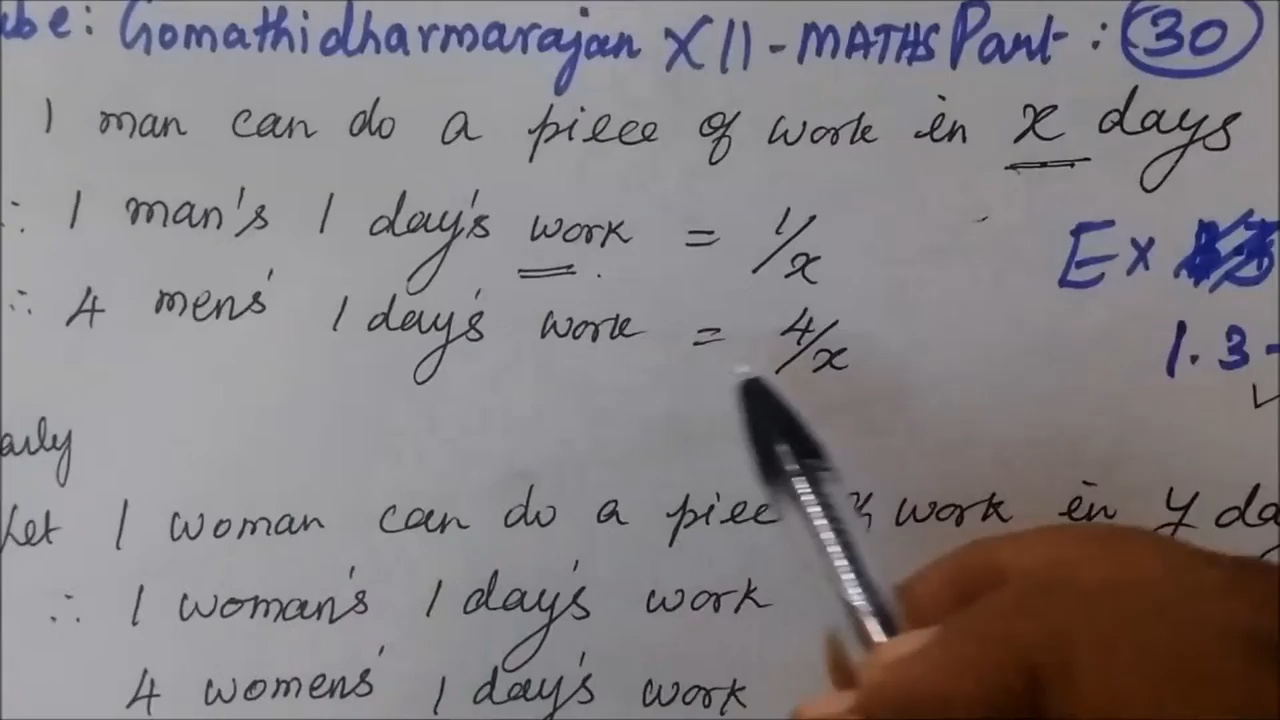 : Gomathidharmarajan XII - MATHS Part : 30
1 man can do a piece of work in x days
∴ 1 man's 1 day's work = 1/x
Ex
∴ 4 mens' 1 day's work = 4/x
1.3-
Let 1 woman can do a work in y
∴ 1 woman's 1 day's work
4 womens' 1 day's work